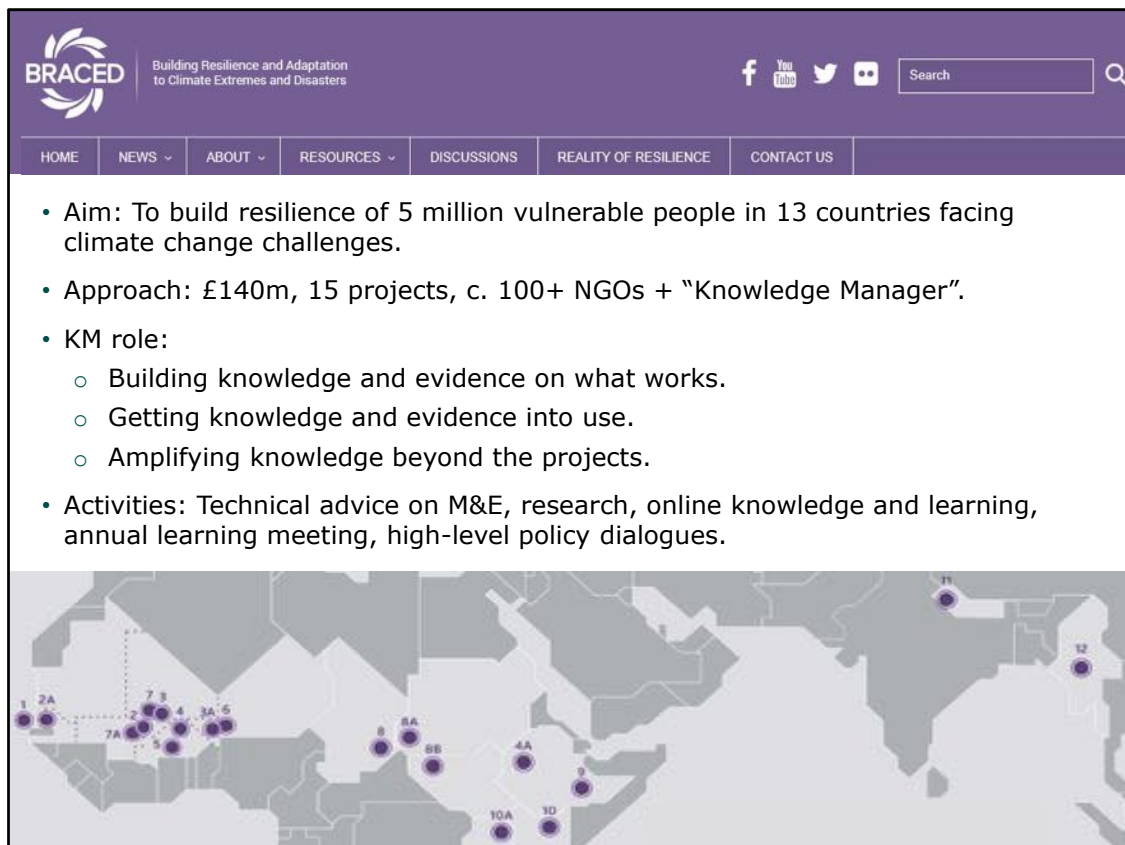 BRACED
Building Resilience and Adaptation
to Climate Extremes and Disasters
f
You
Tube
Search
HOME
NEWS
ABOUT
RESOURCES
DISCUSSIONS
REALITY OF RESILIENCE
CONTACT US
• Aim: To build resilience of 5 million vulnerable people in 13 countries facing
climate change challenges.
• Approach: £140m, 15 projects, c. 100+ NGOs + “Knowledge Manager”.
• KM role:
o Building knowledge and evidence on what works.
o Getting knowledge and evidence into use.
o Amplifying knowledge beyond the projects.
• Activities: Technical advice on M&E, research, online knowledge and learning,
annual learning meeting, high-level policy dialogues.
11
12
1
2A
7
3
2
4
3A
6
7A
5
8
8A
8B
4A
9
10A
10